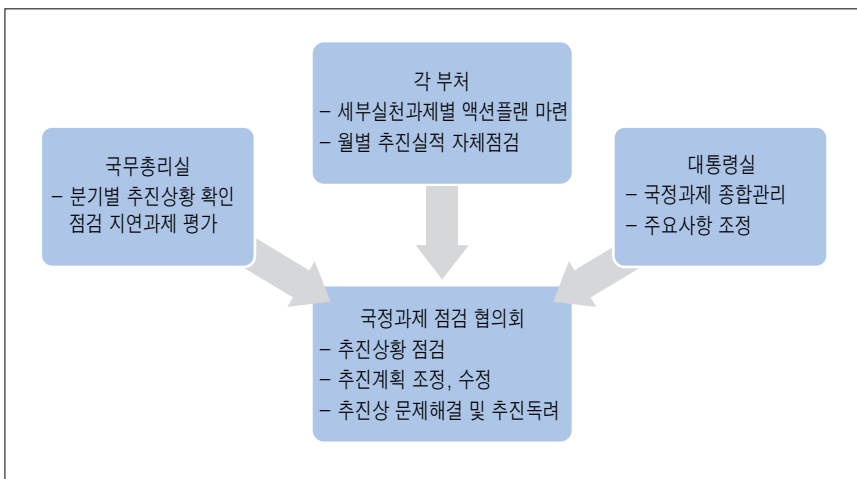 각 부처
– 세부실천과제별 액션플랜 마련
– 월별 추진실적 자체점검
국무총리실
– 분기별 추진상황 확인
점검 지연과제 평가
대통령실
– 국정과제 종합관리
– 주요사항 조정
국정과제 점검 협의회
– 추진상황 점검
– 추진계획 조정, 수정
– 추진상 문제해결 및 추진독려